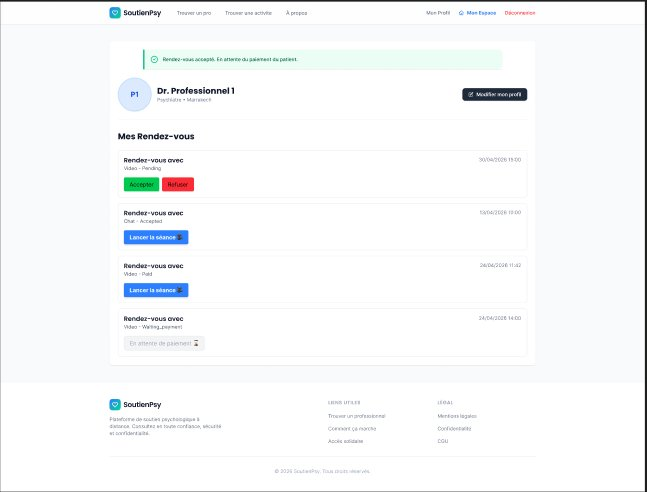 SoutienPsy
Trouver un pro
Trouver une activité
À propos
Mon Profil
Mon Espace
Déconnexion
Rendez-vous accepté. En attente du paiement du patient.
P1
Dr. Professionnel 1
Psychiatre • Marrakech
Modifier mon profil
Mes Rendez-vous
Rendez-vous avec
30/04/2026 16:00
Video - Pending
Accepter
Refuser
Rendez-vous avec
13/04/2026 10:00
Chat - Accepted
Lancer la séance
Rendez-vous avec
24/04/2026 11:42
Video - Paid
Lancer la séance
Rendez-vous avec
24/04/2026 14:00
Video - Waiting_payment
En attente de paiement ⌛
SoutienPsy
Plateforme de soutien psychologique à
distance. Consultez en toute confiance, sécurité
et confidentialité.
LIENS UTILES
Trouver un professionnel
Comment ça marche
Accès solidaire
LÉGAL
Mentions légales
Confidentialité
CGU
© 2026 SoutienPsy. Tous droits réservés.